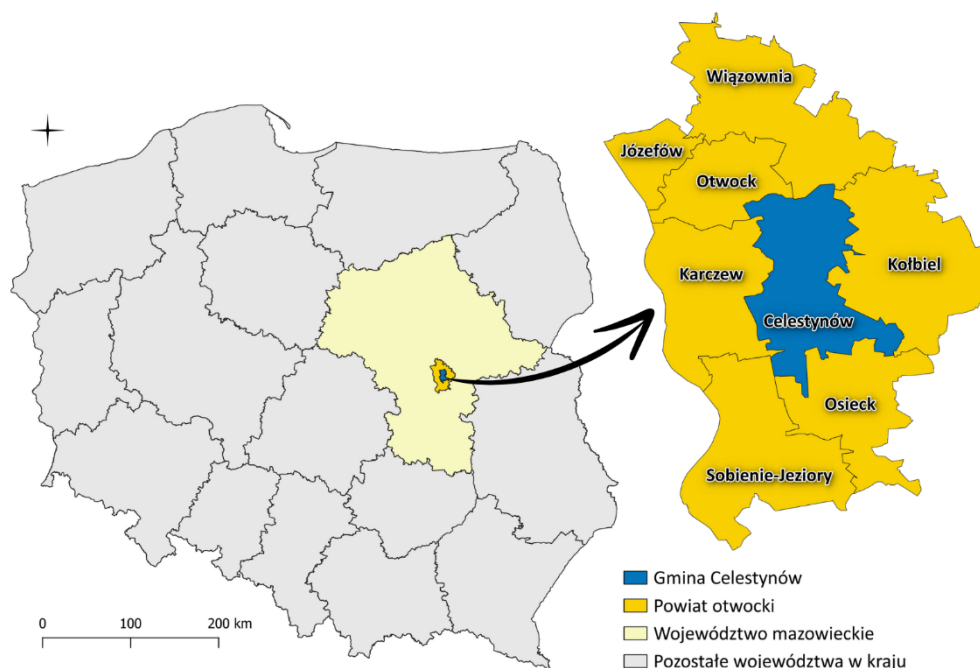 Wiązownia
Józefów
Otwock
Karczew
Kołbiel
Celestynów
Osieck
Sobienie-Jeziory
Gmina Celestynów
Powiat otwocki
Województwo mazowieckie
Pozostałe województwa w kraju
0 100 200 km